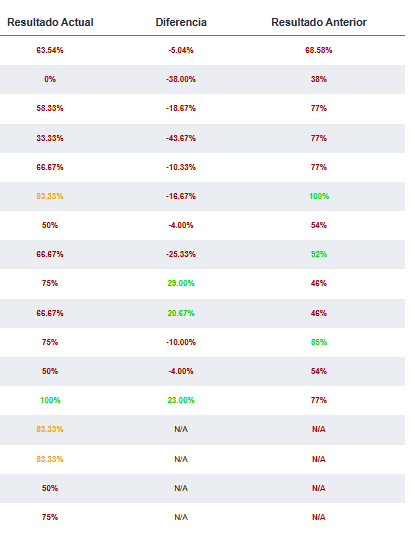 Resultado Actual Diferencia Resultado Anterior
63.54% -5.04% 68.58%
0% -38.00% 38%
58.33% -18.67% 77%
33.33% -43.67% 77%
66.67% -10.33% 77%
83.33% -16.67% 100%
50% -4.00% 54%
66.67% -25.33% 92%
75% 29.00% 46%
66.67% 20.67% 46%
75% -10.00% 85%
50% -4.00% 54%
100% 23.00% 77%
83.33% N/A N/A
83.33% N/A N/A
50% N/A N/A
75% N/A N/A